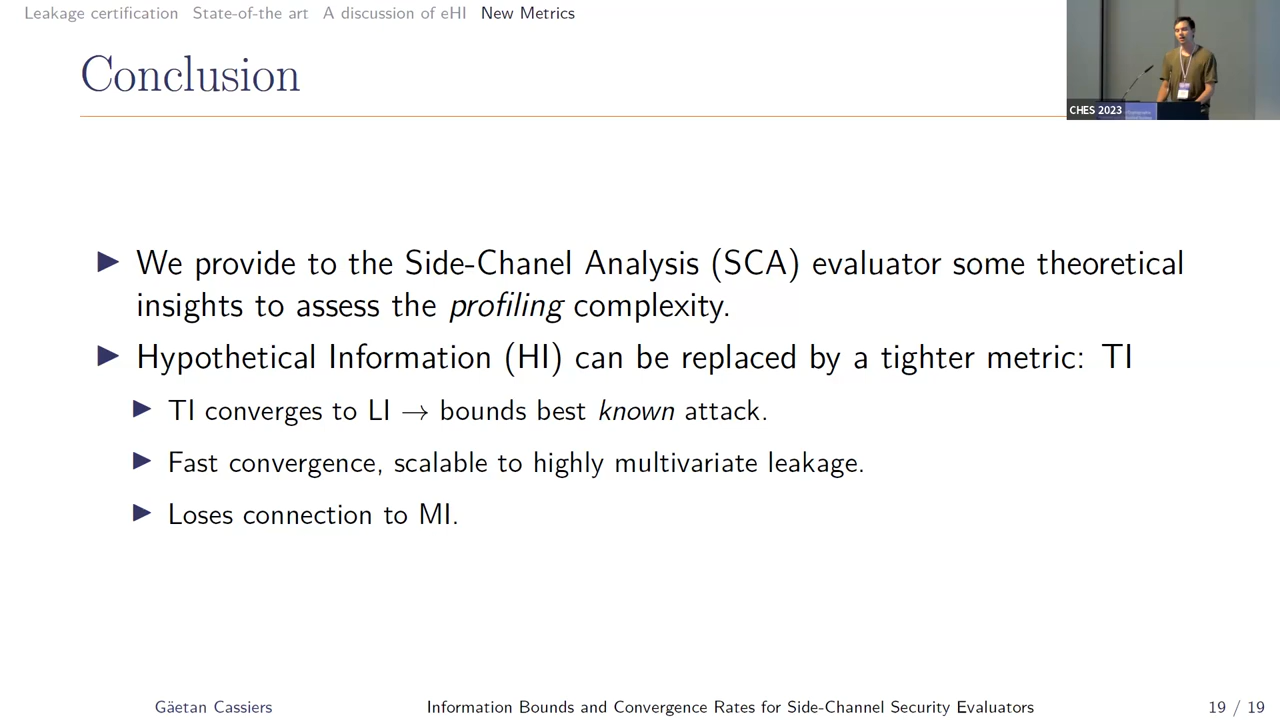 Leakage certification State-of-the art A discussion of eHI New Metrics
Conclusion
CHES 2023
▶ We provide to the Side-Chanel Analysis (SCA) evaluator some theoretical
insights to assess the profiling complexity.
▶ Hypothetical Information (HI) can be replaced by a tighter metric: TI
▶ TI converges to LI → bounds best known attack.
▶ Fast convergence, scalable to highly multivariate leakage.
▶ Loses connection to MI.
Gäetan Cassiers Information Bounds and Convergence Rates for Side-Channel Security Evaluators 19 / 19